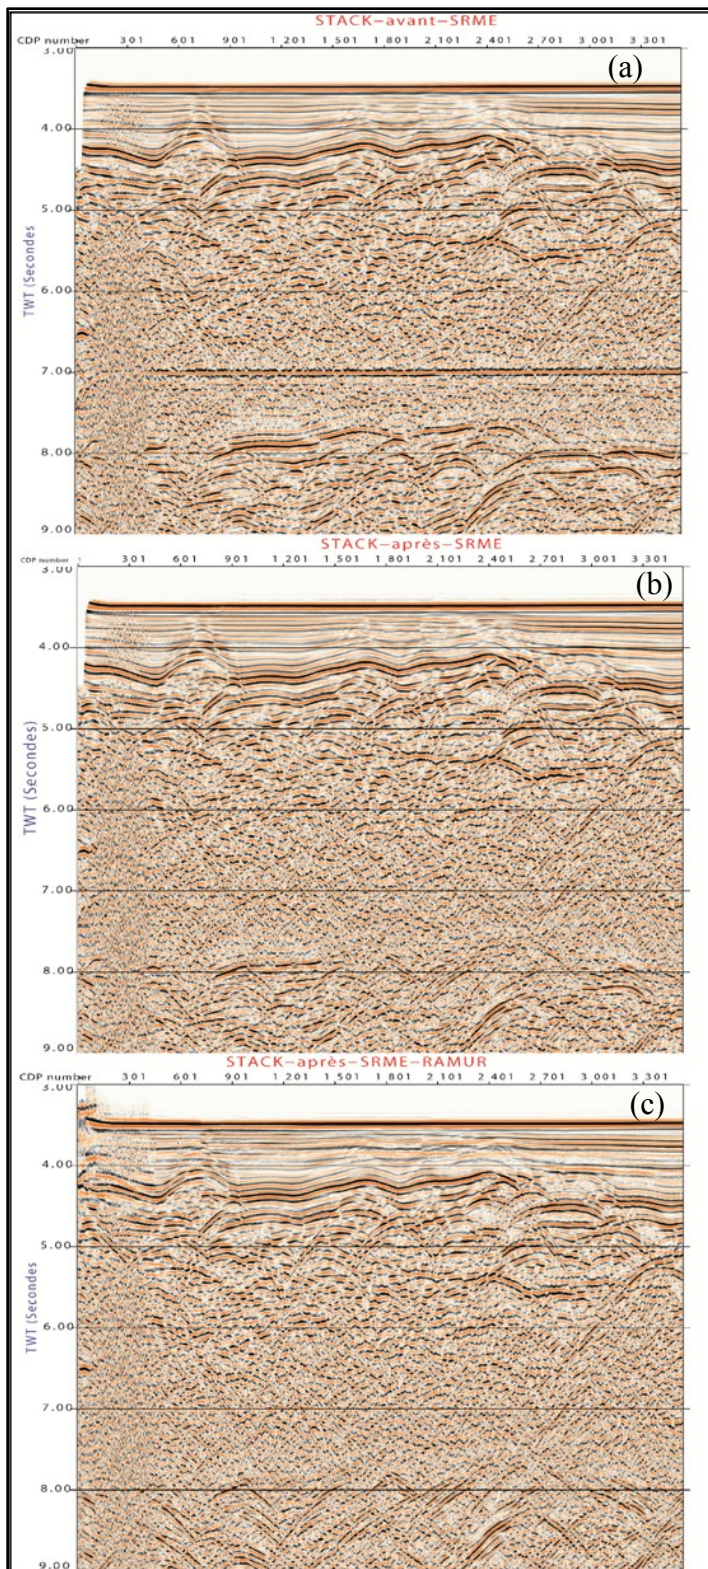 STACK—avant—SRME
CDP number 301 601 901 1 201 1 501 1 801 2 101 2 401 2 701 3 001 3 301
(a)
3.00
4.00
5.00
6.00
7.00
8.00
9.00
TWT (Secondes
STACK—après—SRME
CDP number 1 301 601 901 1 201 1 501 1 801 2 101 2 401 2 701 3 001 3 301
(b)
3.00
4.00
5.00
6.00
7.00
8.00
9.00
TWT (Secondes)
STACK—après—SRME—RAMUR
CDP number 301 601 901 1 201 1 501 1 801 2 101 2 401 2 701 3 001 3 301
(c)
3.00
4.00
5.00
6.00
7.00
8.00
9.00
TWT (Secondes